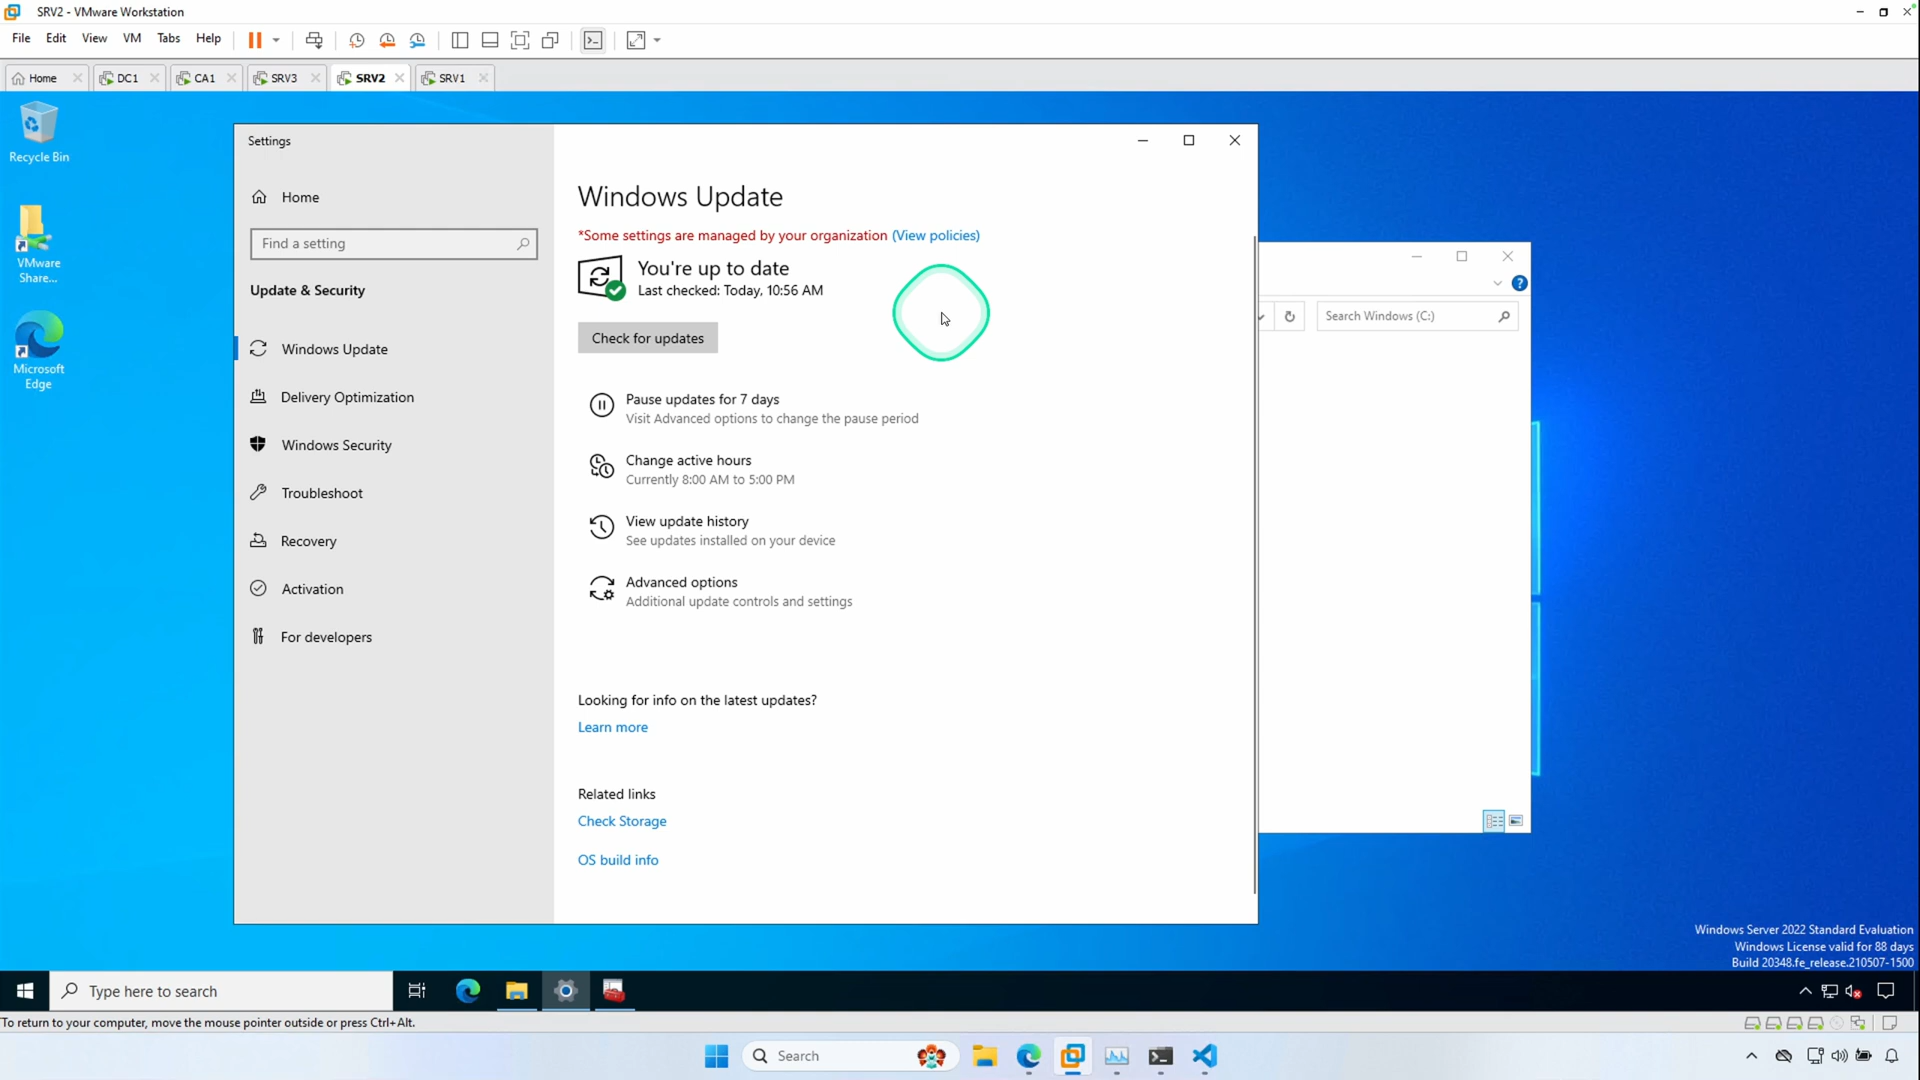 SRV2 - VMware Workstation
File Edit View VM Tabs Help
Home DC1 CA1 SRV3 SRV2 SRV1
Recycle Bin
VMware
Share...
Microsoft
Edge
Settings
Home
Find a setting
Update & Security
Windows Update
Delivery Optimization
Windows Security
Troubleshoot
Recovery
Activation
For developers
Windows Update
*Some settings are managed by your organization (View policies)
You're up to date
Last checked: Today, 10:56 AM
Check for updates
Pause updates for 7 days
Visit Advanced options to change the pause period
Change active hours
Currently 8:00 AM to 5:00 PM
View update history
See updates installed on your device
Advanced options
Additional update controls and settings
Looking for info on the latest updates?
Learn more
Related links
Check Storage
OS build info
Search Windows (C:)
Windows Server 2022 Standard Evaluation
Windows License valid for 88 days
Build 20348.fe_release.210507-1500
Type here to search
To return to your computer, move the mouse pointer outside or press Ctrl+Alt.
Search